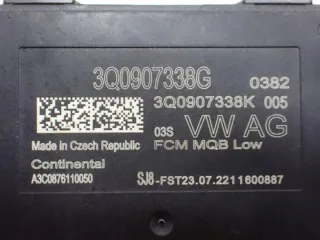 3Q0907338G 0382
3Q0907338K 005
03S VW AG
Made in Czech Republic FCM MQB Low
Continental
A3C0876110050 SJ8-FST23.07.2211600887